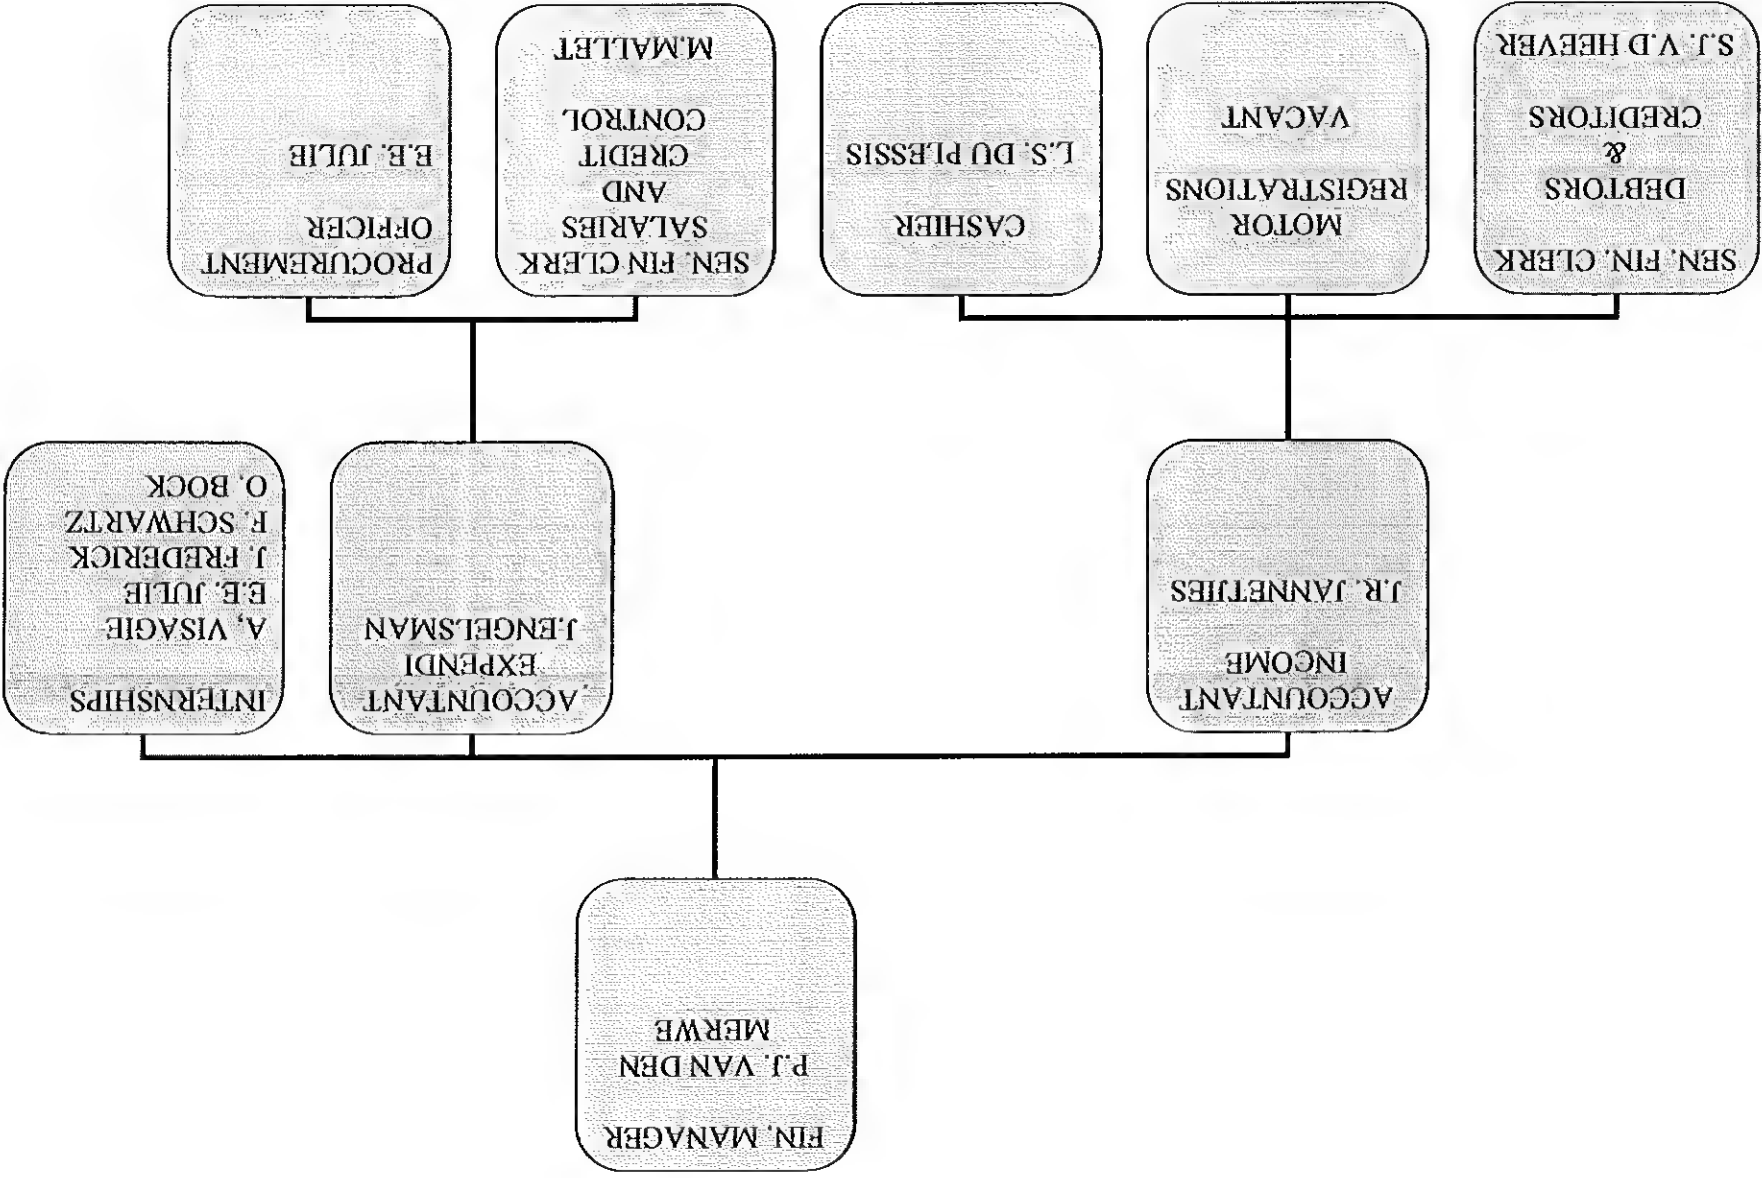 FIN. MANAGER
P.J. VAN DEN
MERWE
ACCOUNTANT
INCOME
J.R. JANNETJIES
ACCOUNTANT
EXPENDI
J.ENGELSMAN
INTERNSHIPS
A, VISAGIE
E.E. JULIE
J. FREDERICK
F. SCHWARTZ
O. BOCK
SEN. FIN. CLERK
DEBTORS
&
CREDITORS
S.J. V.D HEEVER
MOTOR
REGISTRATIONS
VACANT
CASHIER
L.S. DU PLESSIS
SEN. FIN CLERK
SALARIES
AND
CREDIT
CONTROL
M.MALLET
PROCUREMENT
OFFICER
E.E. JULIE